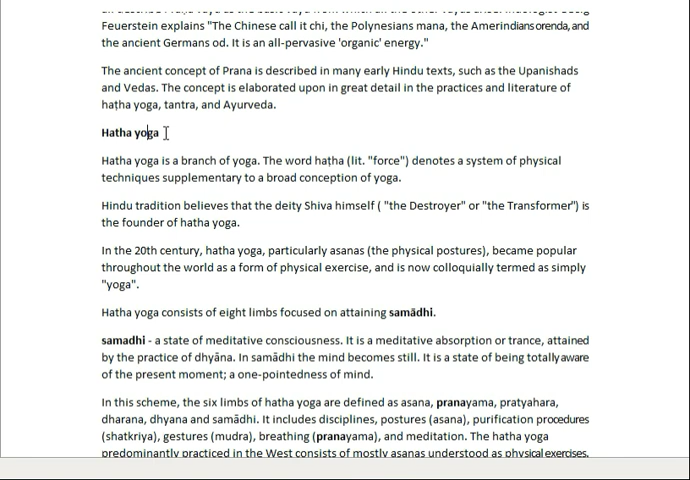 Feuerstein explains "The Chinese call it chi, the Polynesians mana, the Amerindians orenda, and
the ancient Germans od. It is an all-pervasive 'organic' energy."
The ancient concept of Prana is described in many early Hindu texts, such as the Upanishads
and Vedas. The concept is elaborated upon in great detail in the practices and literature of
haṭha yoga, tantra, and Ayurveda.
Hatha yoga
Hatha yoga is a branch of yoga. The word haṭha (lit. "force") denotes a system of physical
techniques supplementary to a broad conception of yoga.
Hindu tradition believes that the deity Shiva himself ( "the Destroyer" or "the Transformer") is
the founder of hatha yoga.
In the 20th century, hatha yoga, particularly asanas (the physical postures), became popular
throughout the world as a form of physical exercise, and is now colloquially termed as simply
"yoga".
Hatha yoga consists of eight limbs focused on attaining samādhi.
samadhi - a state of meditative consciousness. It is a meditative absorption or trance, attained
by the practice of dhyāna. In samādhi the mind becomes still. It is a state of being totally aware
of the present moment; a one-pointedness of mind.
In this scheme, the six limbs of hatha yoga are defined as asana, pranayama, pratyahara,
dharana, dhyana and samādhi. It includes disciplines, postures (asana), purification procedures
(shatkriya), gestures (mudra), breathing (pranayama), and meditation. The hatha yoga
predominantly practiced in the West consists of mostly asanas understood as physical exercises.